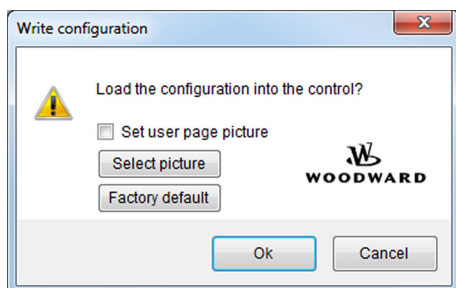 Write configuration
Load the configuration into the control?
Set user page picture
Select picture
WOODWARD
Factory default
Ok
Cancel